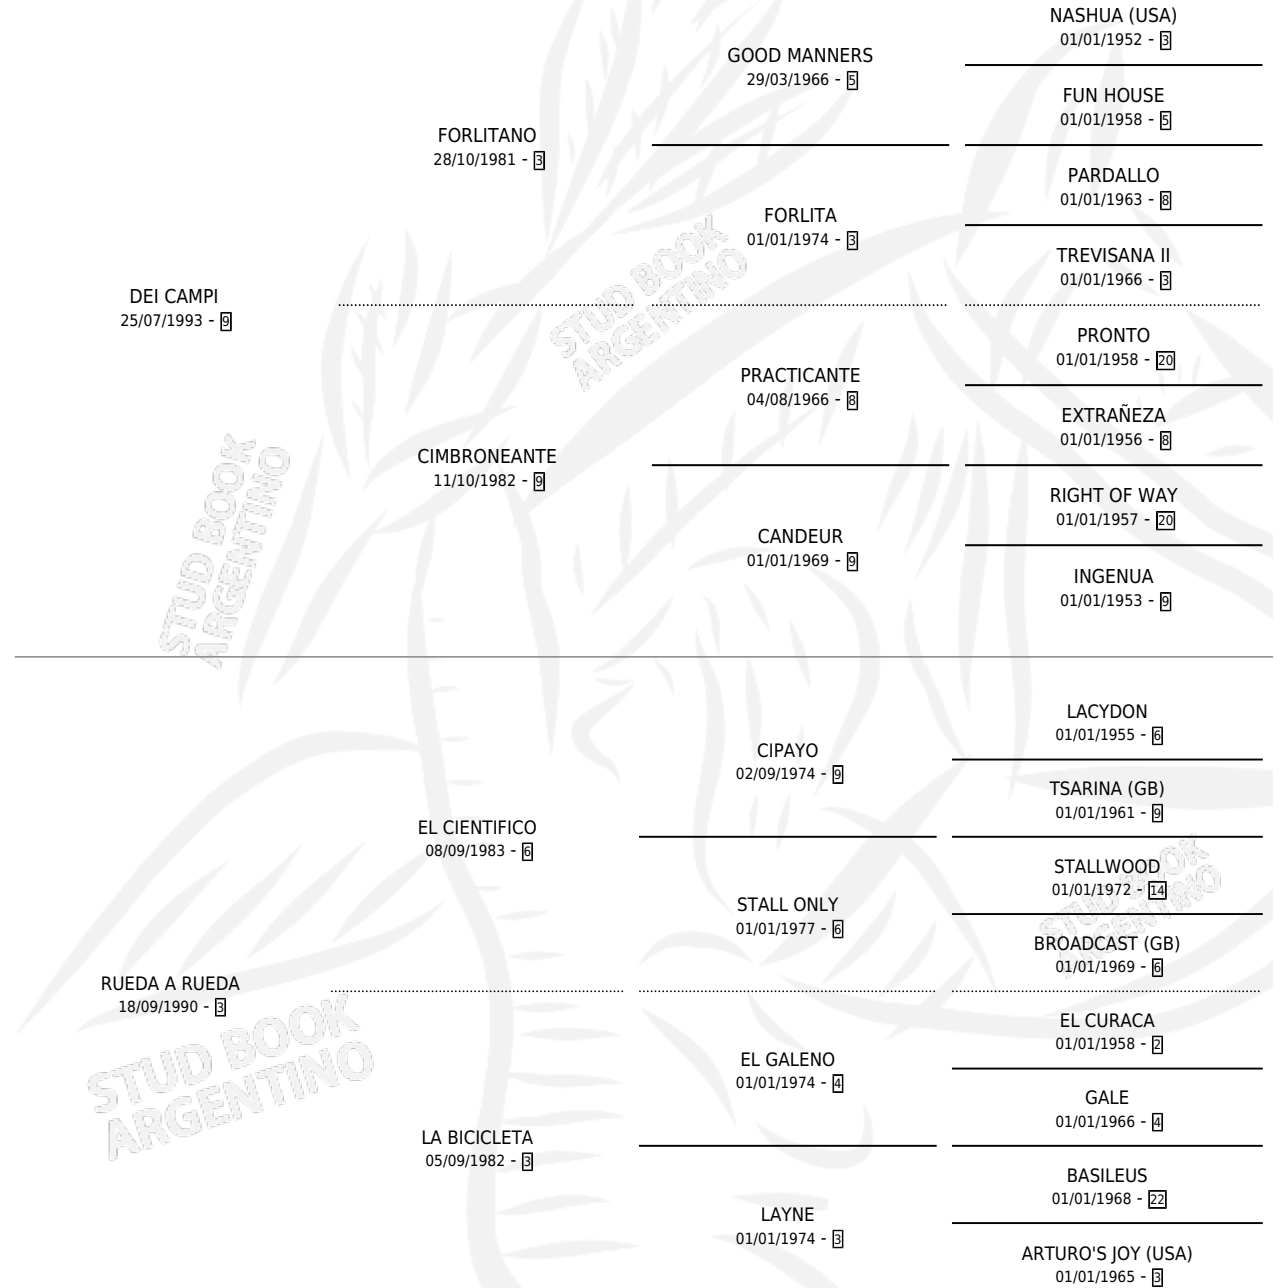 NASHUA (USA)
01/01/1952 - 3
GOOD MANNERS
29/03/1966 - 5
FUN HOUSE
01/01/1958 - 5
FORLITANO
28/10/1981 - 3
PARDALLO
01/01/1963 - 8
FORLITA
01/01/1974 - 3
TREVISANA II
01/01/1966 - 3
DEI CAMPI
25/07/1993 - 9
PRONTO
01/01/1958 - 20
PRACTICANTE
04/08/1966 - 8
EXTRAÑEZA
01/01/1956 - 8
CIMBRONEANTE
11/10/1982 - 9
RIGHT OF WAY
01/01/1957 - 20
CANDEUR
01/01/1969 - 9
INGENUA
01/01/1953 - 9
STUD BOOK
ARGENTINO
STUD BOOK
ARGENTINO
LACYDON
01/01/1955 - 6
CIPAYO
02/09/1974 - 9
TSARINA (GB)
01/01/1961 - 9
EL CIENTIFICO
08/09/1983 - 6
STALLWOOD
01/01/1972 - 14
STALL ONLY
01/01/1977 - 6
BROADCAST (GB)
01/01/1969 - 6
RUEDA A RUEDA
18/09/1990 - 3
EL CURACA
01/01/1958 - 2
EL GALENO
01/01/1974 - 4
GALE
01/01/1966 - 4
LA BICICLETA
05/09/1982 - 3
BASILEUS
01/01/1968 - 22
LAYNE
01/01/1974 - 3
ARTURO'S JOY (USA)
01/01/1965 - 3
STUD BOOK
ARGENTINO
STUD BOOK
ARGENTINO